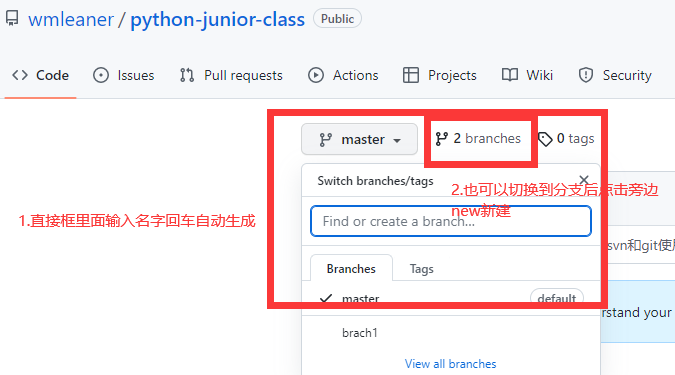 wmleaner / python-junior-class Public
Code Issues Pull requests Actions Projects Wiki Security
master 2 branches 0 tags
Switch branches/tags
2.也可以切换到分支后点击旁边
new新建
1.直接框里面输入名字回车自动生成
Find or create a branch...
svn和git使
Branches Tags
master default
rstand your
brach1
View all branches